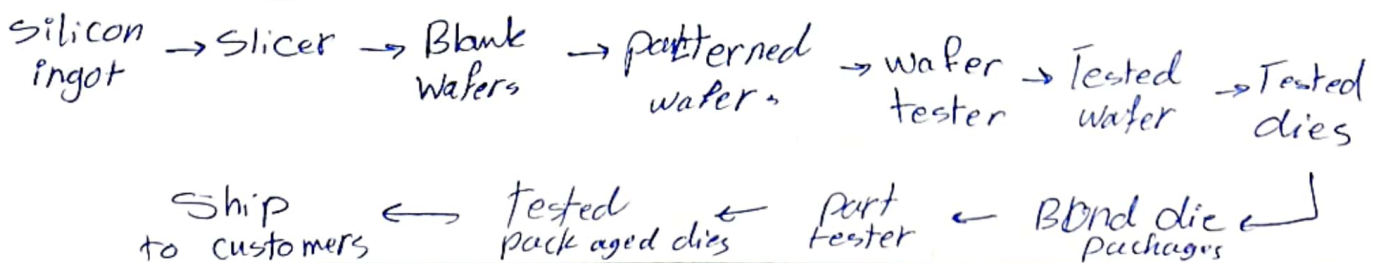 Silicon ingot → Slicer → Blank Wafers → patterned wafers → wafer tester → Tested wafer → Tested dies
Ship to customers ← Tested packaged dies ← part tester ← Bond die packages ←